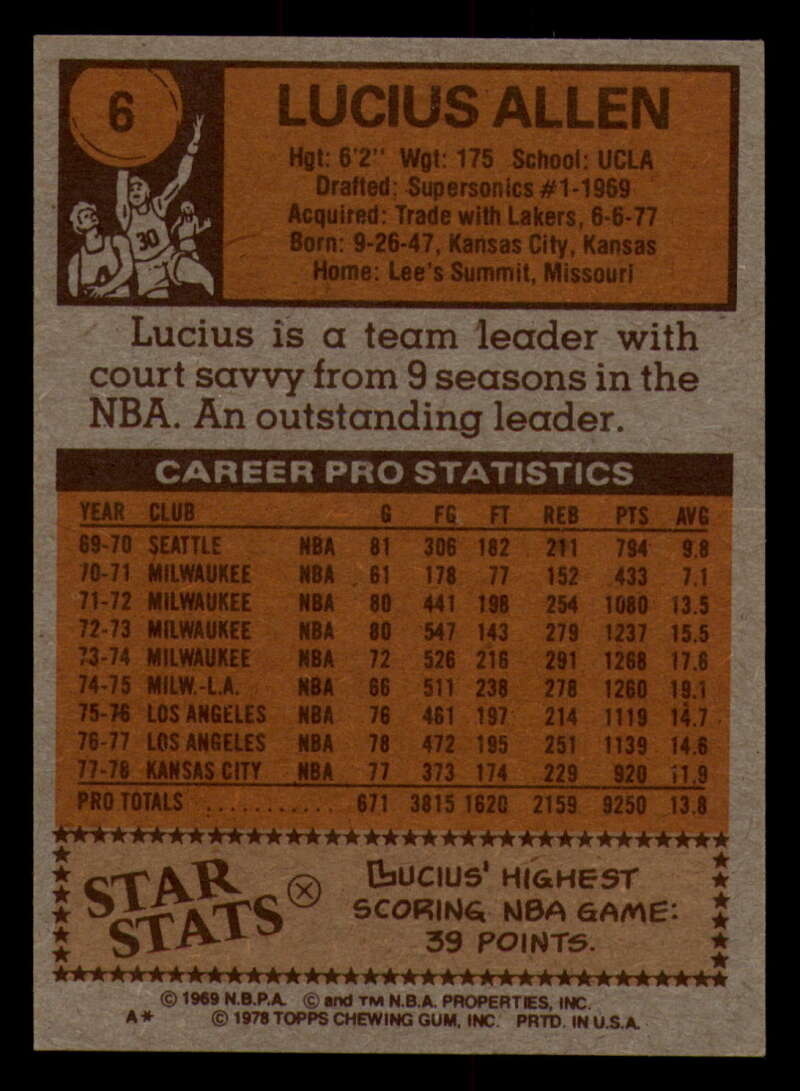 6
LUCIUS ALLEN
Hgt: 6'2" Wgt: 175 School: UCLA
Drafted: Supersonics #1-1969
Acquired: Trade with Lakers, 6-6-77
Born: 9-26-47, Kansas City, Kansas
Home: Lee's Summit, Missouri
30
Lucius is a team leader with
court savvy from 9 seasons in the
NBA. An outstanding leader.
CAREER PRO STATISTICS
YEAR CLUB G FG FT REB PTS AVG
69-70 SEATTLE NBA 81 306 182 211 794 9.8
70-71 MILWAUKEE NBA 61 178 77 152 433 7.1
71-72 MILWAUKEE NBA 80 441 198 254 1080 13.5
72-73 MILWAUKEE NBA 80 547 143 279 1237 15.5
73-74 MILWAUKEE NBA 72 526 216 291 1268 17.6
74-75 MILW.-L.A. NBA 66 511 238 278 1260 19.1
75-76 LOS ANGELES NBA 76 461 197 214 1119 14.7
76-77 LOS ANGELES NBA 78 472 195 251 1139 14.6
77-78 KANSAS CITY NBA 77 373 174 229 920 11.9
PRO TOTALS ............ 671 3815 1620 2159 9250 13.8
STAR STATS
LUCIUS' HIGHEST
SCORING NBA GAME:
39 POINTS.
© 1969 N.B.P.A. © and TM N.B.A. PROPERTIES, INC.
A* © 1978 TOPPS CHEWING GUM, INC. PRTD. IN U.S.A.